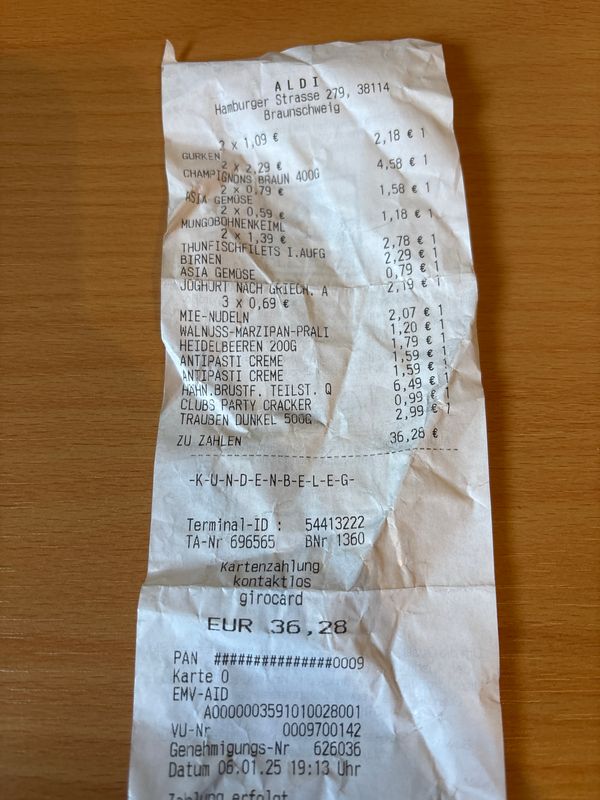 ALDI
Hamburger Strasse 279, 38114
Braunschweig
2 x 1,09 €
GURKEN 2,18 € 1
2 x 2,29 €
CHAMPIGNONS BRAUN 400G 4,58 € 1
2 x 0,79 €
ASIA GEMÜSE 1,58 € 1
2 x 0,59 €
MUNGOBOHNENKEIML 1,18 € 1
2 x 1,39 €
THUNFISCHFILETS I.AUFG 2,78 € 1
BIRNEN 2,29 € 1
ASIA GEMÜSE 0,79 € 1
JOGHURT NACH GRIECH. A 2,19 € 1
3 x 0,69 €
MIE-NUDELN 2,07 € 1
WALNUSS-MARZIPAN-PRALI 1,20 € 1
HEIDELBEEREN 200G 1,79 € 1
ANTIPASTI CREME 1,59 € 1
ANTIPASTI CREME 1,59 € 1
HÄHN.BRUSTF. TEILST. Q 6,49 € 1
CLUBS PARTY CRACKER 0,99 € 1
TRAUBEN DUNKEL 500G 2,99 € 1
ZU ZAHLEN 36,28 €
-K-U-N-D-E-N-B-E-L-E-G-
Terminal-ID : 54413222
TA-Nr 696565 BNr 1360
Kartenzahlung
kontaktlos
girocard
EUR 36,28
PAN ###############0009
Karte 0
EMV-AID
A0000003591010028001
VU-Nr 0009700142
Genehmigungs-Nr 626036
Datum 06.01.25 19:13 Uhr
Zahlung erfolgt